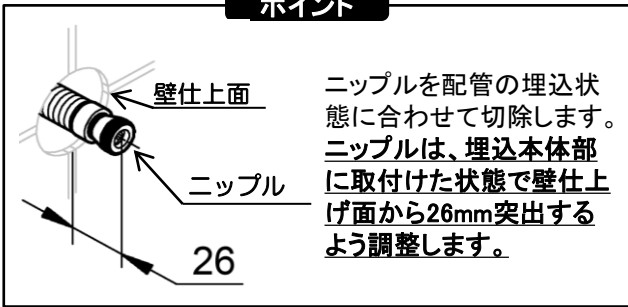 ポイント
壁仕上面
ニップル
26
ニップルを配管の埋込状
態に合わせて切除します。
ニップルは、埋込本体部
に取付けた状態で壁仕上
げ面から26mm突出する
よう調整します。